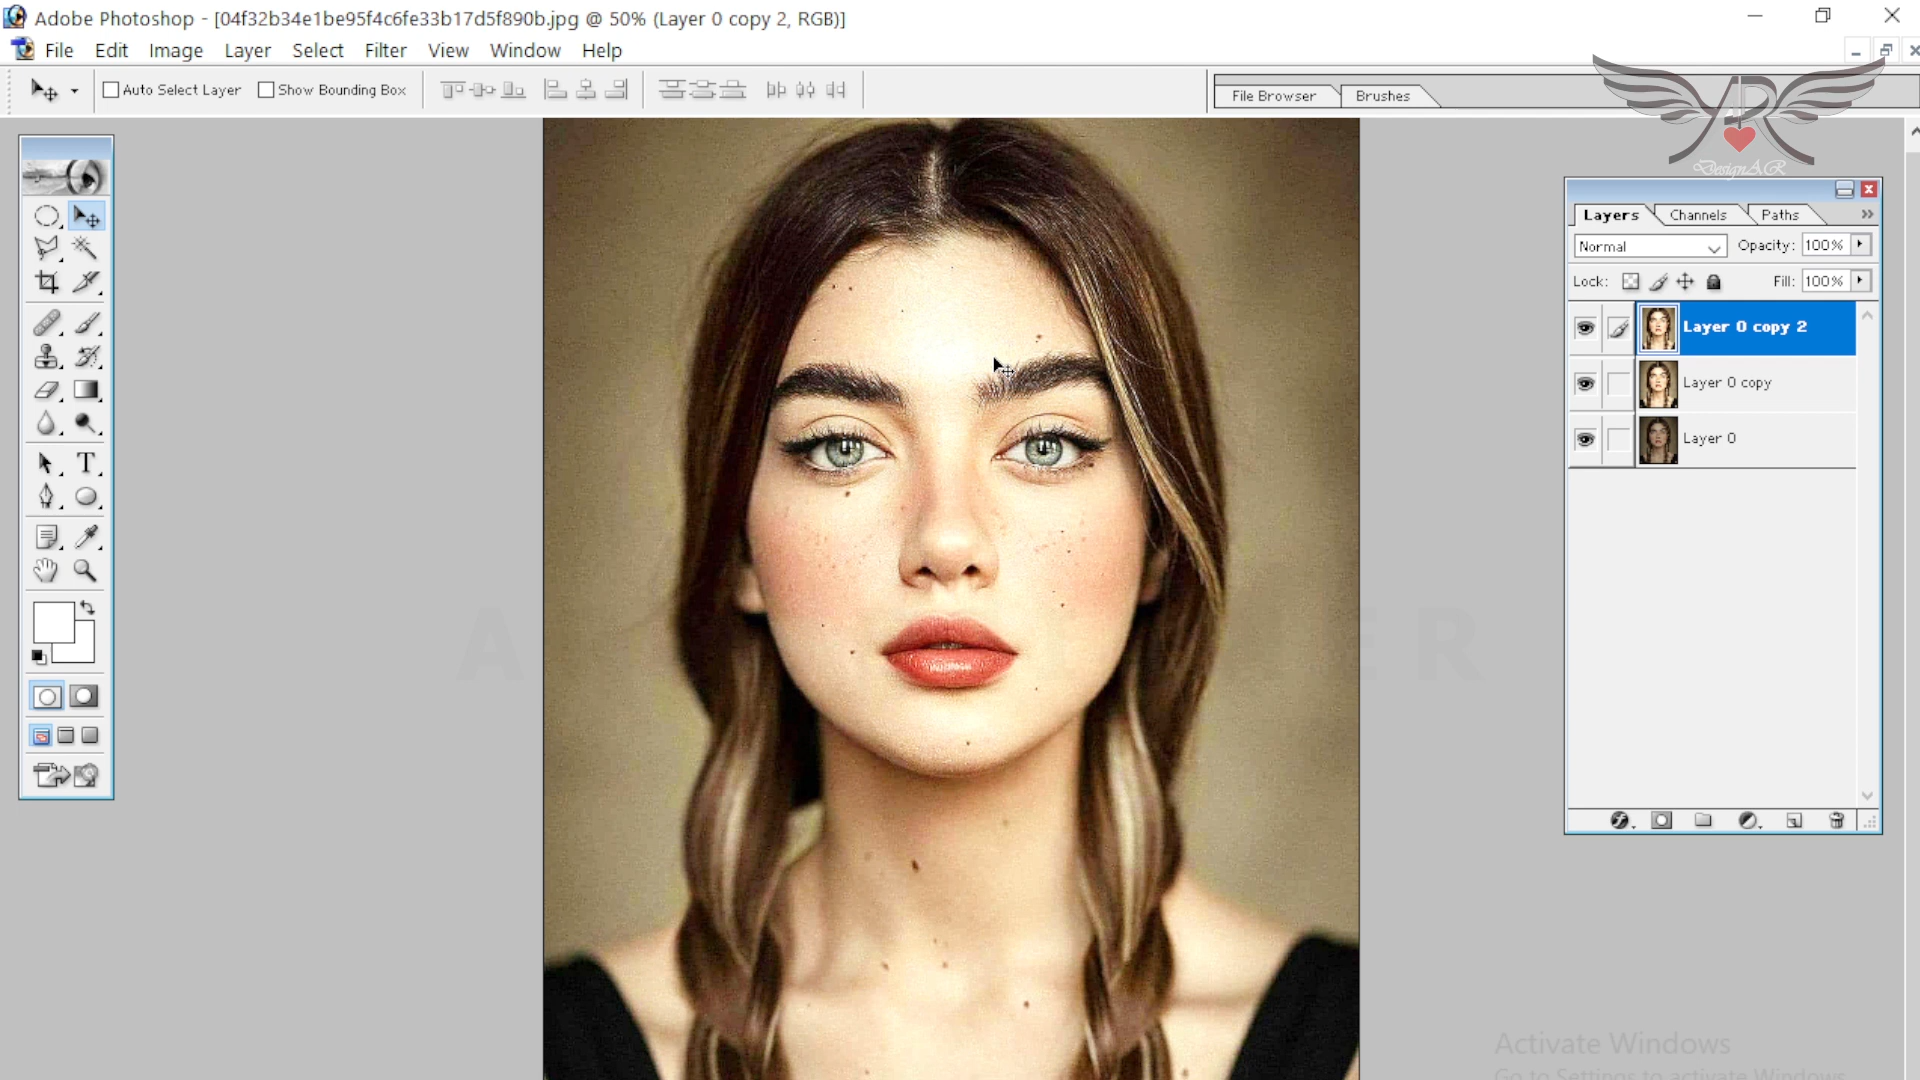 Adobe Photoshop - [04f32b34e1be95f4c6fe33b17d5f890b.jpg @ 50% (Layer 0 copy 2, RGB)]
File Edit Image Layer Select Filter View Window Help
Auto Select Layer Show Bounding Box
File Browser Brushes
AR
DesignAR
Layers Channels Paths
Normal Opacity: 100%
Lock: Fill: 100%
Layer 0 copy 2
Layer 0 copy
Layer 0
T
Activate Windows
Go to Settings to activate Windows.